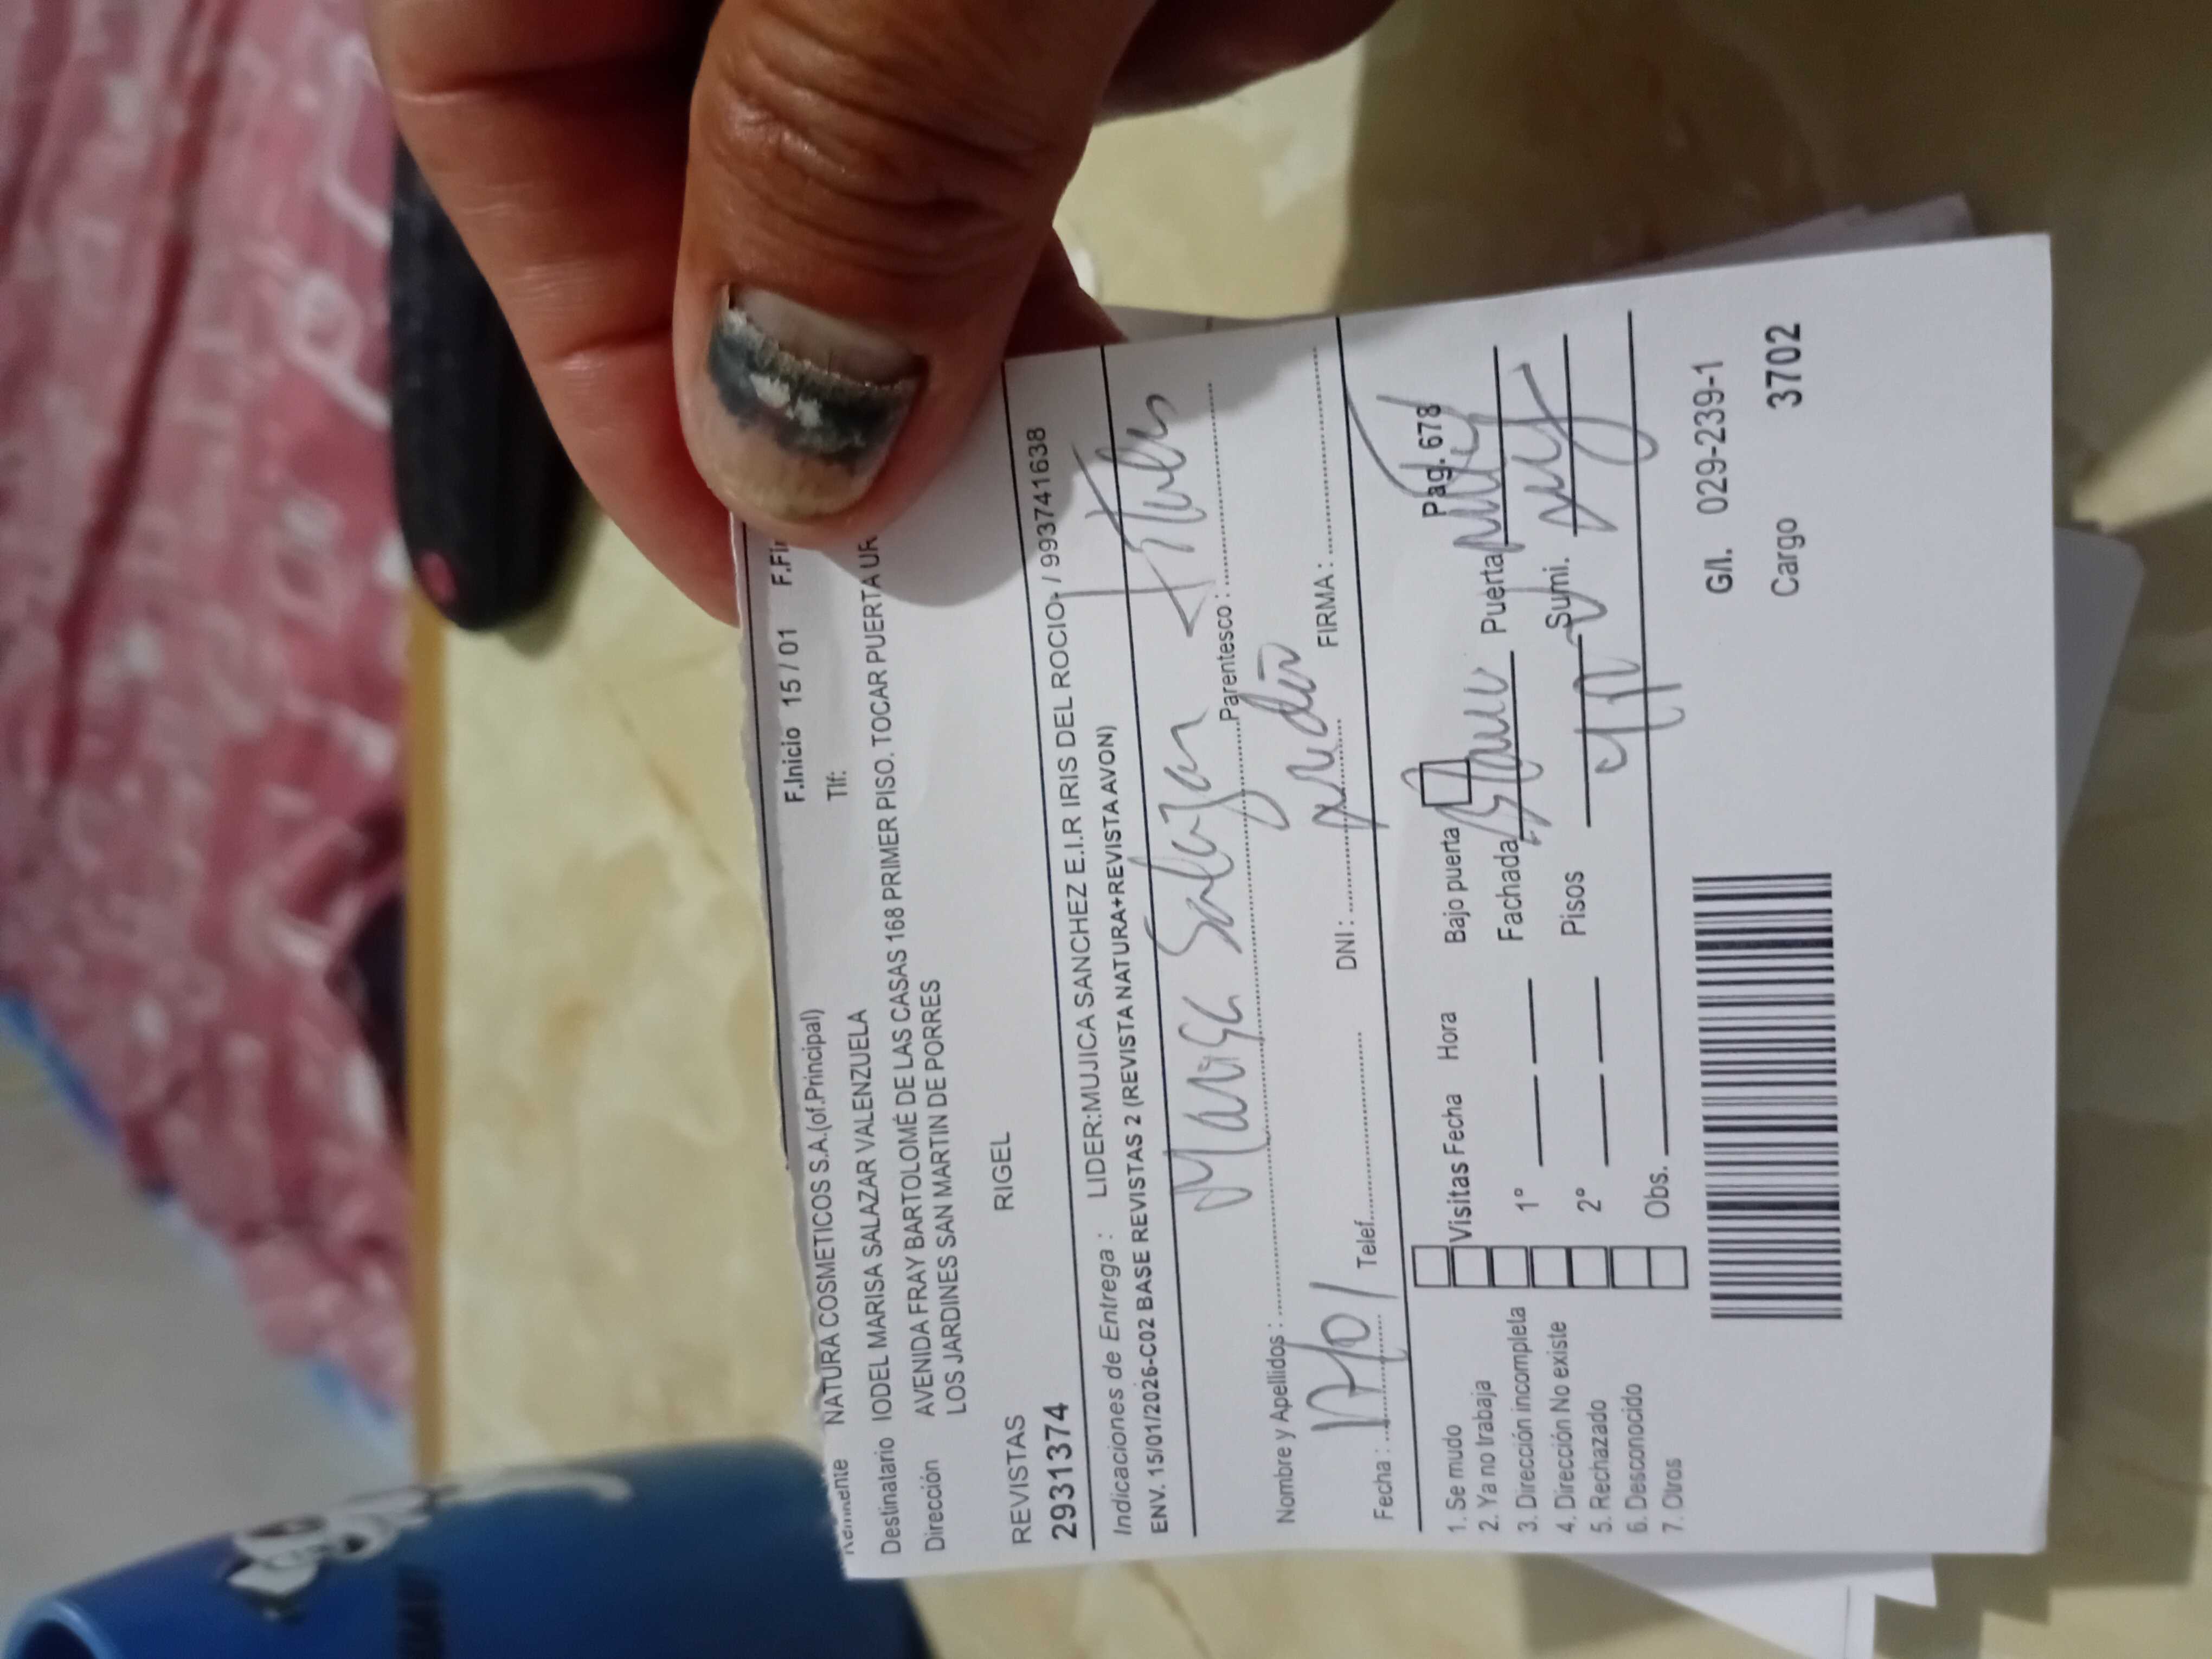 F.Inicio 15 / 01 F.Fi
Remitente NATURA COSMETICOS S.A.(of.Principal) Tlf:
Destinatario IODEL MARISA SALAZAR VALENZUELA
Dirección AVENIDA FRAY BARTOLOMÉ DE LAS CASAS 168 PRIMER PISO. TOCAR PUERTA UR
LOS JARDINES SAN MARTIN DE PORRES
REVISTAS RIGEL
2931374
Indicaciones de Entrega : LIDER:MUJICA SANCHEZ E.I.R IRIS DEL ROCIO- / 993741638
ENV. 15/01/2026-C02 BASE REVISTAS 2 (REVISTA NATURA+REVISTA AVON)
Marisa Salazar
Nombre y Apellidos : Parentesco :
Fecha : Telef. DNI : FIRMA :
Pag. 678
1. Se mudo
2. Ya no trabaja
3. Dirección incompleta
4. Dirección No existe
5. Rechazado
6. Desconocido
7. Otros
Visitas Fecha Hora Bajo puerta
1º Fachada Puerta
2º Pisos Sumi.
Obs.
G/l. 029-239-1
Cargo 3702